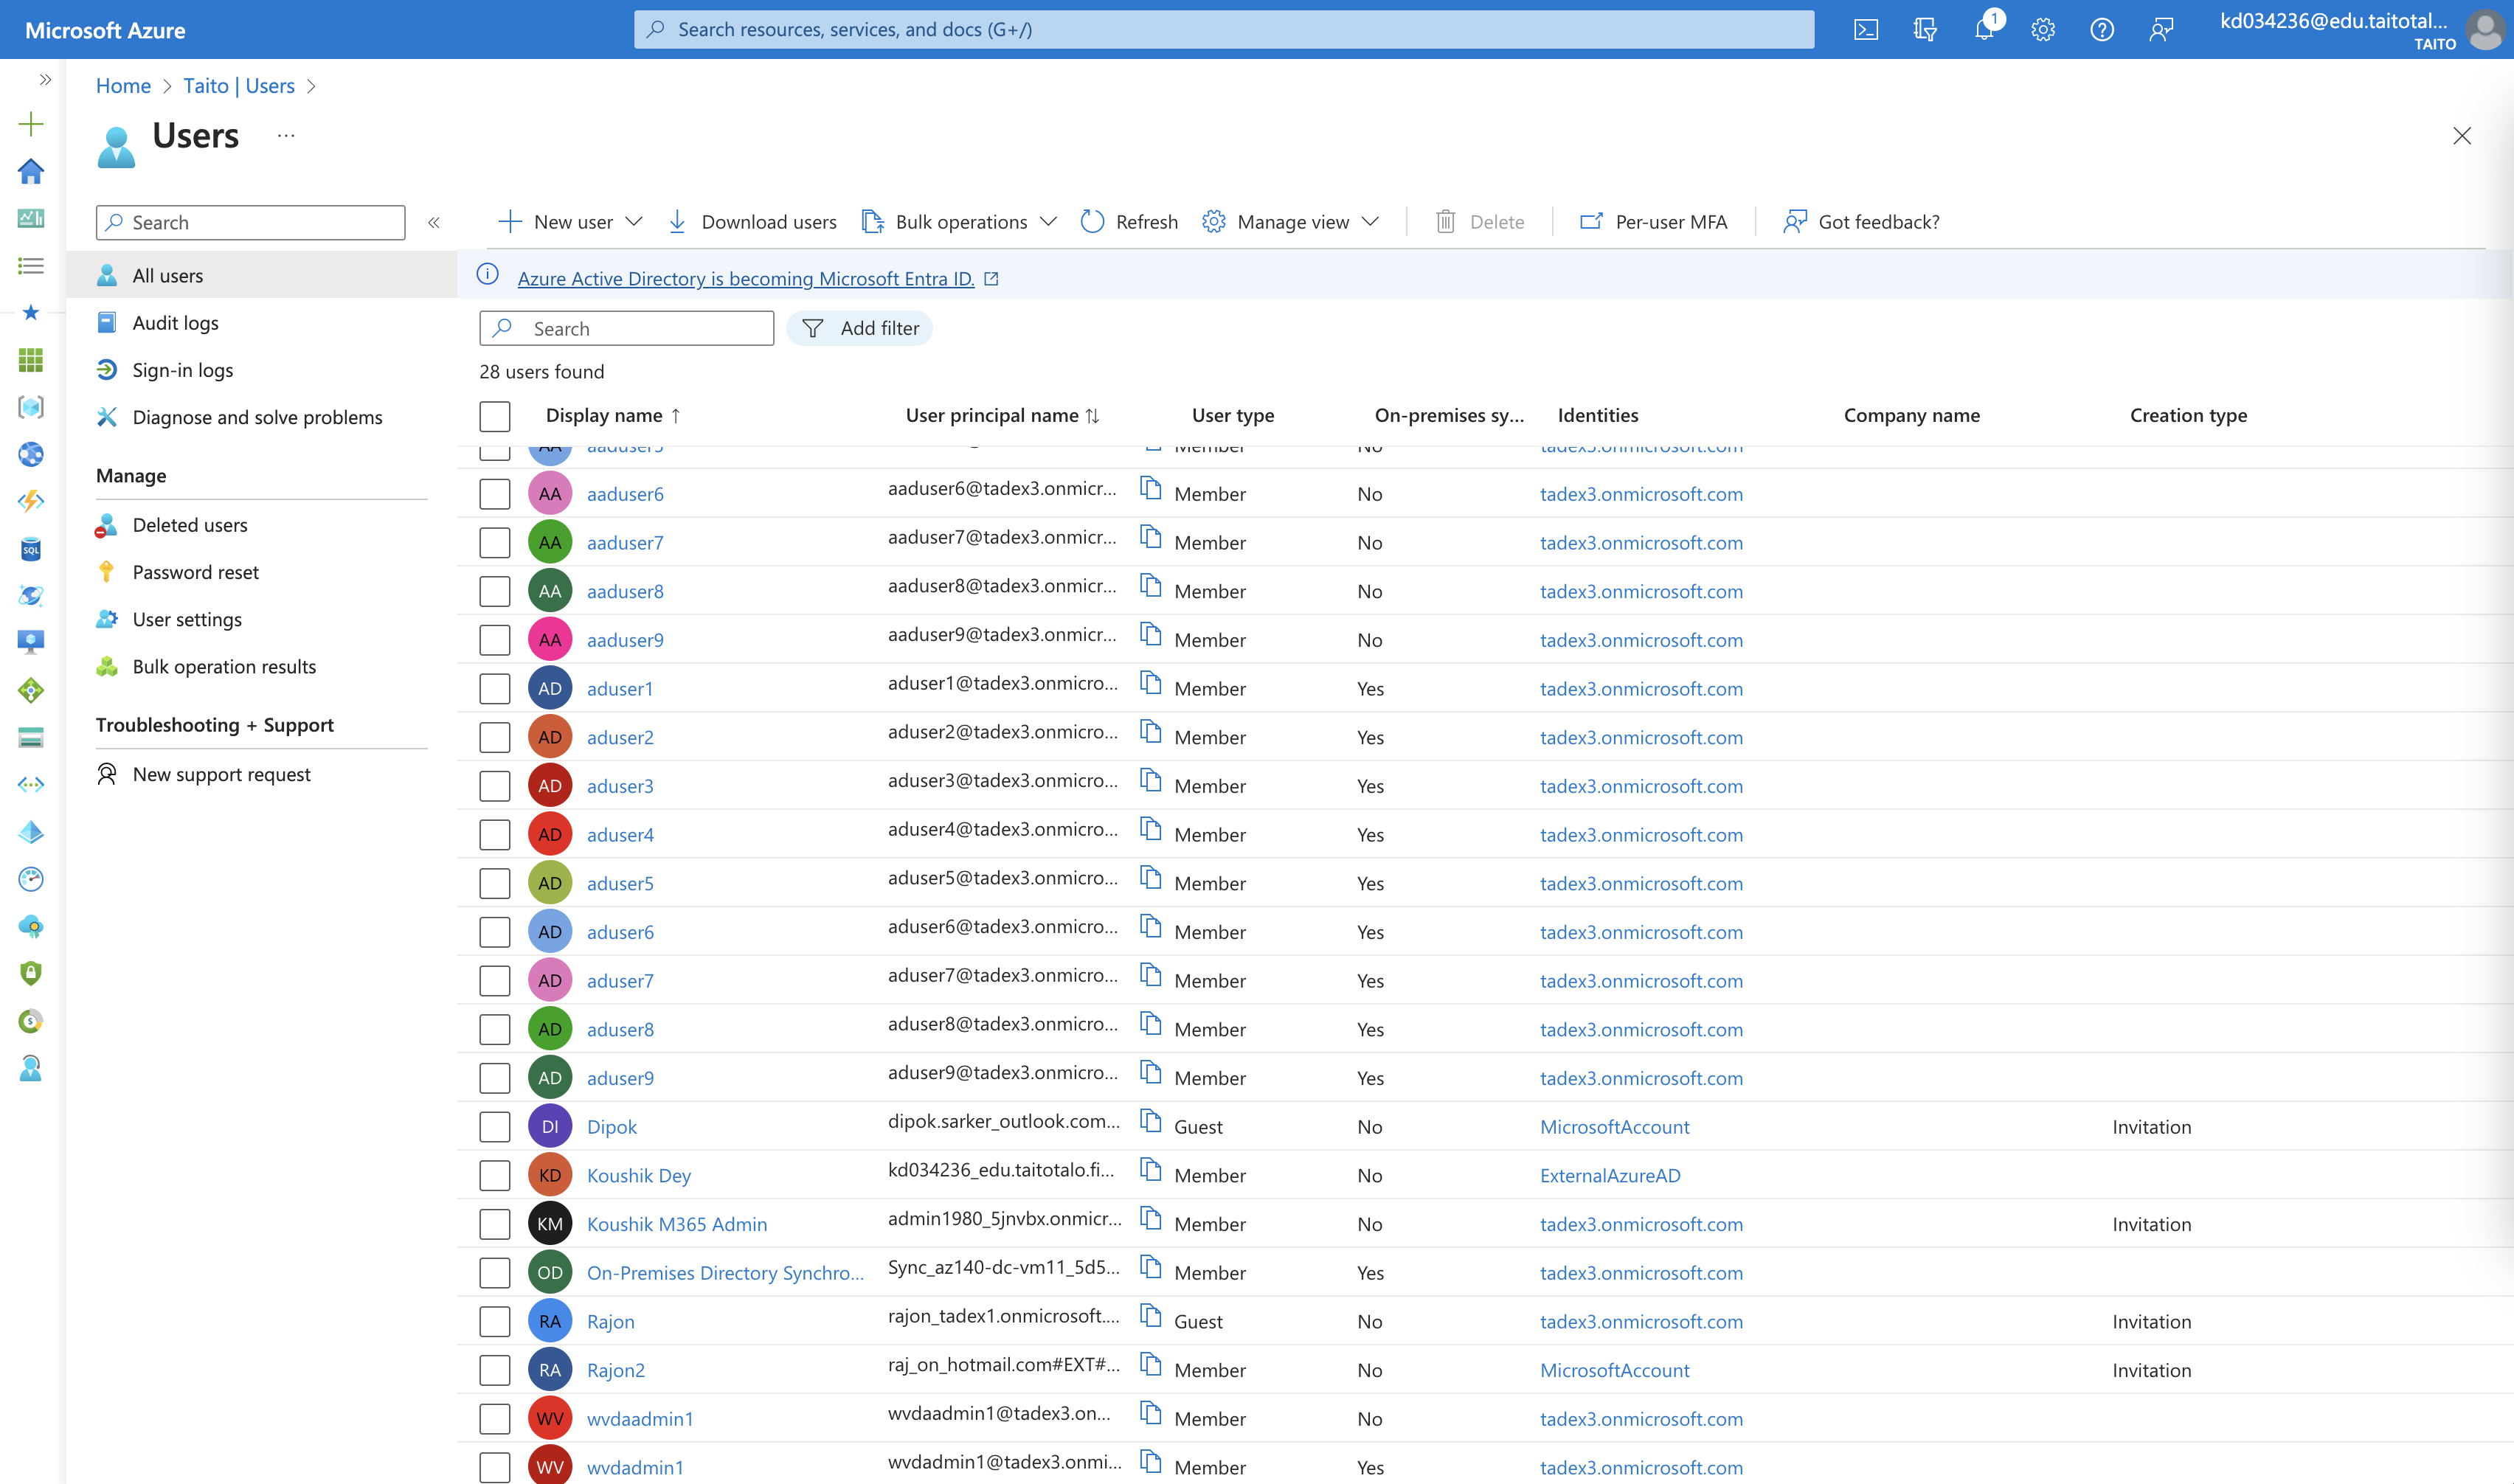 Microsoft Azure
Search resources, services, and docs (G+/)
1
kd034236@edu.taitotal...
TAITO
Home > Taito | Users >
Users ...
Search
New user
Download users
Bulk operations
Refresh
Manage view
Delete
Per-user MFA
Got feedback?
All users
Audit logs
Sign-in logs
Diagnose and solve problems
Manage
Deleted users
Password reset
User settings
Bulk operation results
Troubleshooting + Support
New support request
Azure Active Directory is becoming Microsoft Entra ID.
Search
Add filter
28 users found
Display name ↑ User principal name ↑↓ User type On-premises sy... Identities Company name Creation type
AA aaduser5 Member No tadex3.onmicrosoft.com
AA aaduser6 aaduser6@tadex3.onmicr... Member No tadex3.onmicrosoft.com
AA aaduser7 aaduser7@tadex3.onmicr... Member No tadex3.onmicrosoft.com
AA aaduser8 aaduser8@tadex3.onmicr... Member No tadex3.onmicrosoft.com
AA aaduser9 aaduser9@tadex3.onmicr... Member No tadex3.onmicrosoft.com
AD aduser1 aduser1@tadex3.onmicro... Member Yes tadex3.onmicrosoft.com
AD aduser2 aduser2@tadex3.onmicro... Member Yes tadex3.onmicrosoft.com
AD aduser3 aduser3@tadex3.onmicro... Member Yes tadex3.onmicrosoft.com
AD aduser4 aduser4@tadex3.onmicro... Member Yes tadex3.onmicrosoft.com
AD aduser5 aduser5@tadex3.onmicro... Member Yes tadex3.onmicrosoft.com
AD aduser6 aduser6@tadex3.onmicro... Member Yes tadex3.onmicrosoft.com
AD aduser7 aduser7@tadex3.onmicro... Member Yes tadex3.onmicrosoft.com
AD aduser8 aduser8@tadex3.onmicro... Member Yes tadex3.onmicrosoft.com
AD aduser9 aduser9@tadex3.onmicro... Member Yes tadex3.onmicrosoft.com
DI Dipok dipok.sarker_outlook.com... Guest No MicrosoftAccount Invitation
KD Koushik Dey kd034236_edu.taitotalo.fi... Member No ExternalAzureAD
KM Koushik M365 Admin admin1980_5jnvbx.onmicr... Member No tadex3.onmicrosoft.com Invitation
OD On-Premises Directory Synchro... Sync_az140-dc-vm11_5d5... Member Yes tadex3.onmicrosoft.com
RA Rajon rajon_tadex1.onmicrosoft.... Guest No tadex3.onmicrosoft.com Invitation
RA Rajon2 raj_on_hotmail.com#EXT#... Member No MicrosoftAccount Invitation
WV wvdaadmin1 wvdaadmin1@tadex3.on... Member No tadex3.onmicrosoft.com
WV wvdadmin1 wvdadmin1@tadex3.onmi... Member Yes tadex3.onmicrosoft.com